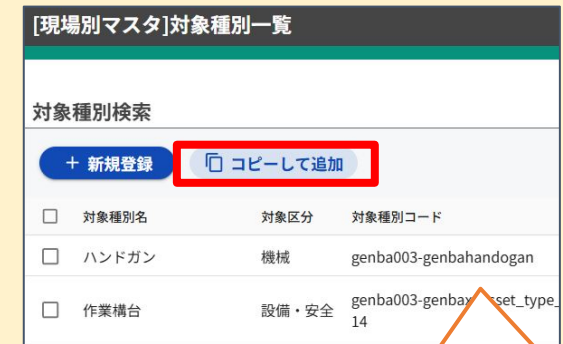 [現場別マスタ]対象種別一覧
対象種別検索
+ 新規登録 コピーして追加
対象種別名 対象区分 対象種別コード
ハンドガン 機械 genba003-genbahandogan
作業構台 設備・安全 genba003-genbax set_type_
14